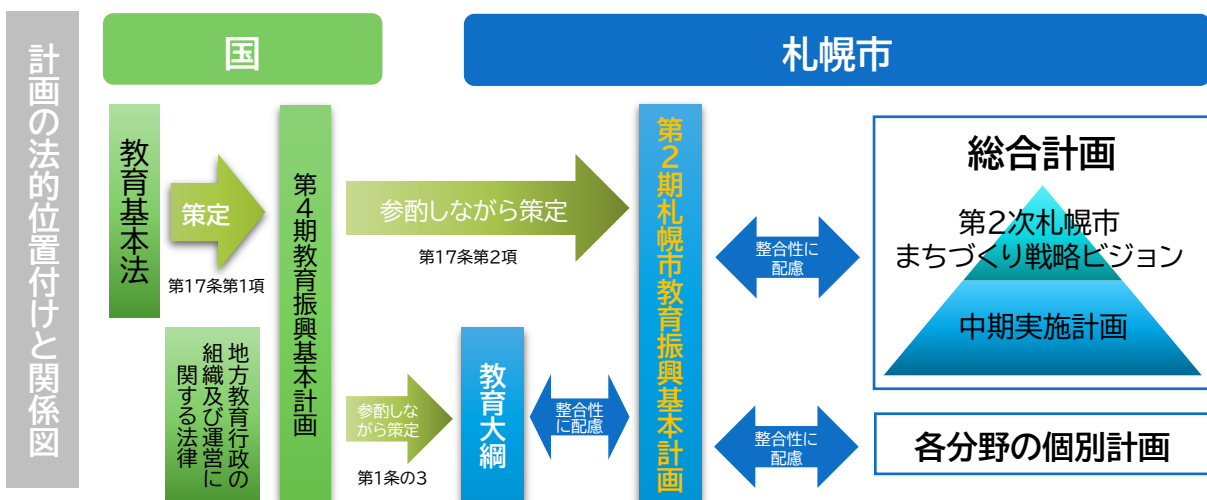 計画の法的位置付けと関係図
国
札幌市
教育基本法
策定
第17条第1項
地方教育行政の
組織及び運営に
関する法律
第4期教育振興基本計画
参酌しながら策定
第17条第2項
参酌しな
がら策定
第1条の3
教育大綱
整合性
に配慮
第2期札幌市教育振興基本計画
整合性に
配慮
総合計画
第2次札幌市
まちづくり戦略ビジョン
中期実施計画
整合性に
配慮
各分野の個別計画